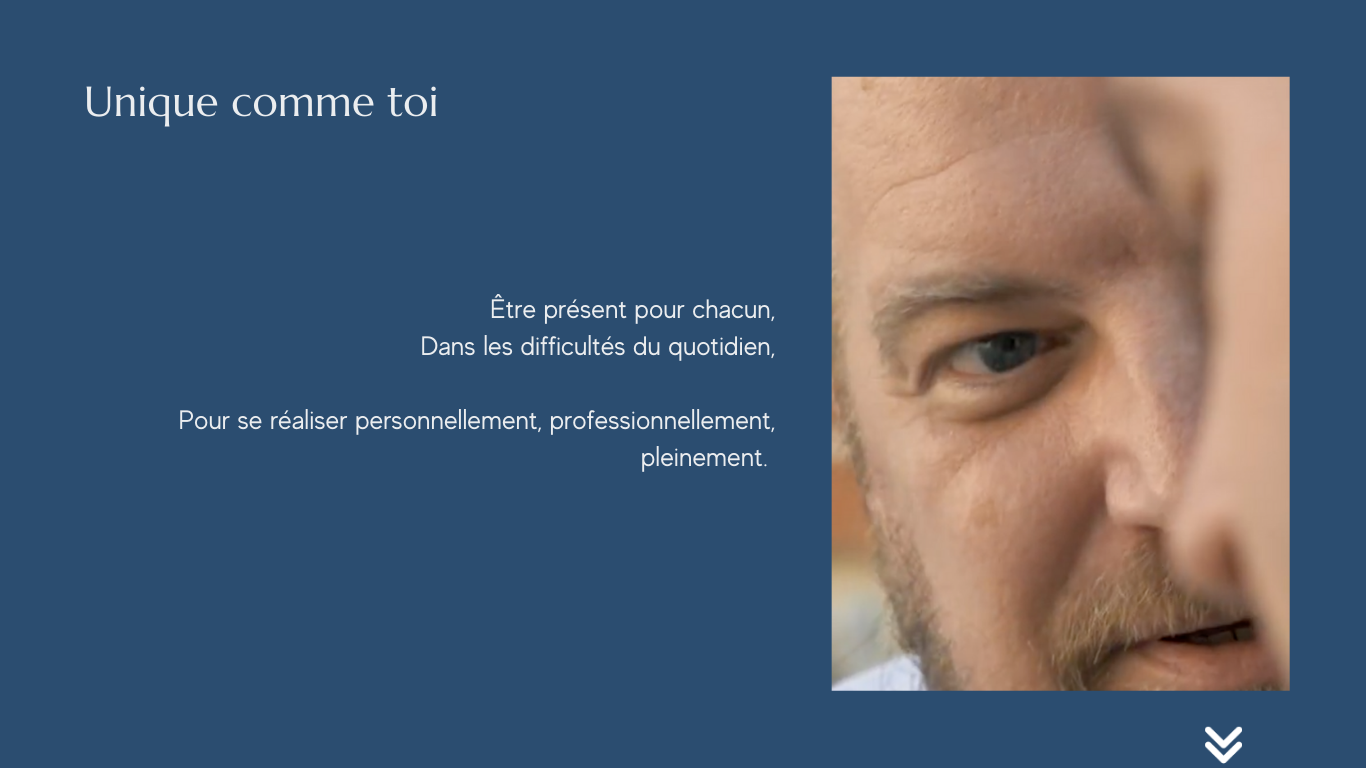 Unique comme toi
Être présent pour chacun,
Dans les difficultés du quotidien,
Pour se réaliser personnellement, professionnellement,
pleinement.